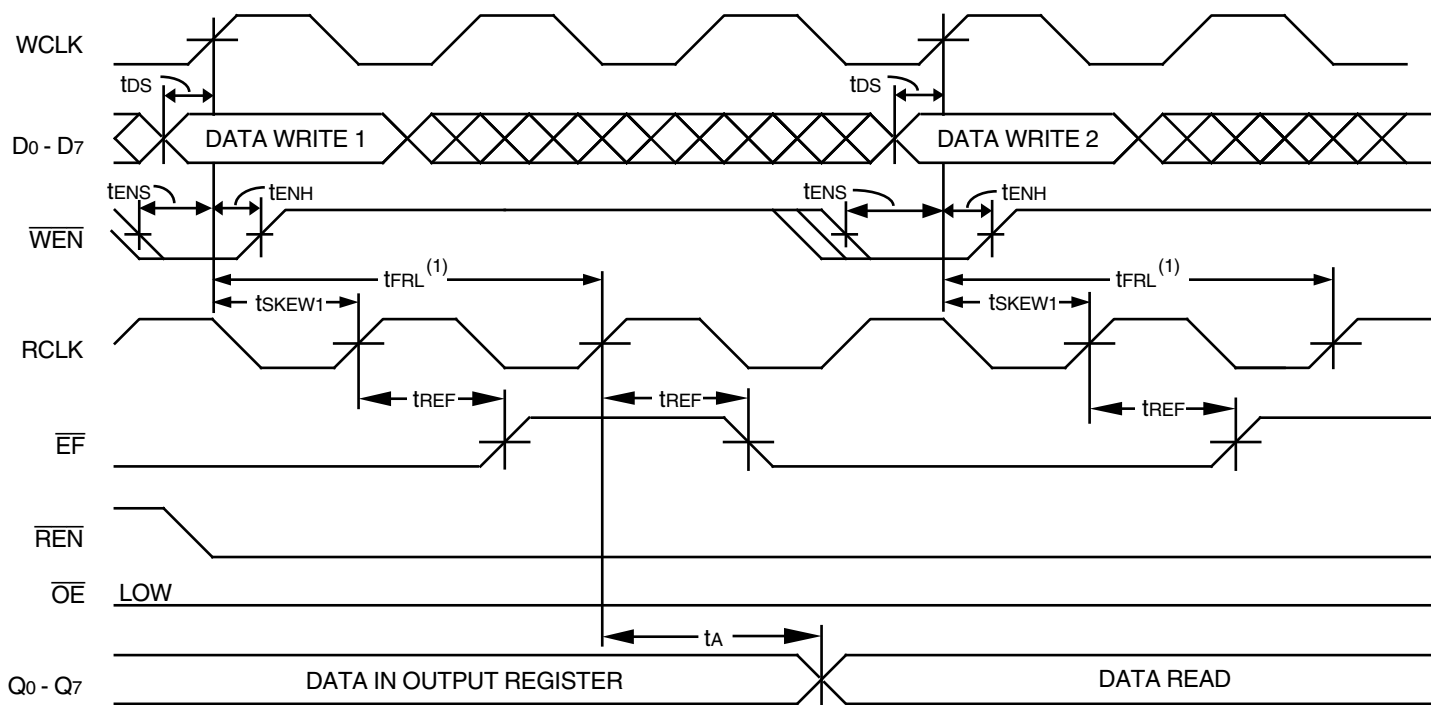 WCLK
tDS
tDS
D0 - D7
DATA WRITE 1
DATA WRITE 2
tENS
tENH
tENS
tENH
WEN
tFRL(1)
tFRL(1)
tSKEW1
tSKEW1
RCLK
tREF
tREF
tREF
EF
REN
OE
LOW
tA
Q0 - Q7
DATA IN OUTPUT REGISTER
DATA READ